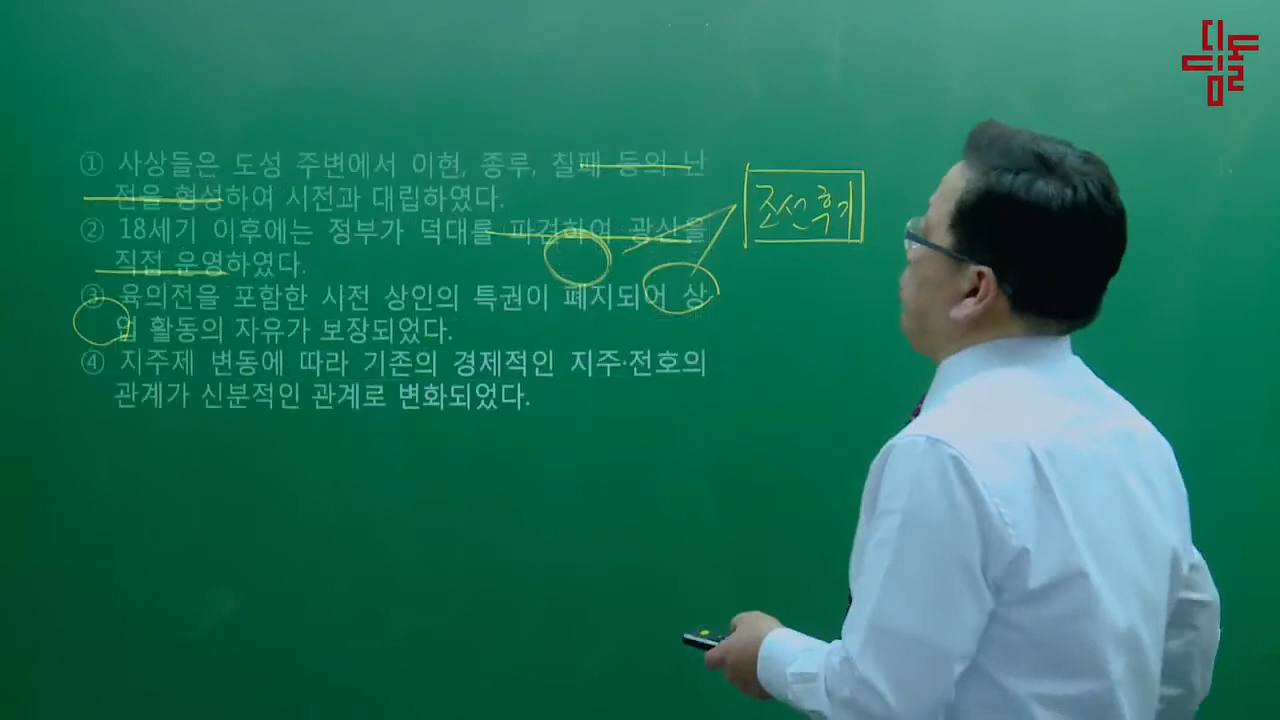 디
돋
움
① 사상들은 도성 주변에서 이현, 종루, 칠패 등의 난
전을 형성하여 시전과 대립하였다.
② 18세기 이후에는 정부가 덕대를 파견하여 광산을
직접 운영하였다.
③ 육의전을 포함한 시전 상인의 특권이 폐지되어 상
업 활동의 자유가 보장되었다.
④ 지주제 변동에 따라 기존의 경제적인 지주·전호의
관계가 신분적인 관계로 변화되었다.
조선후기